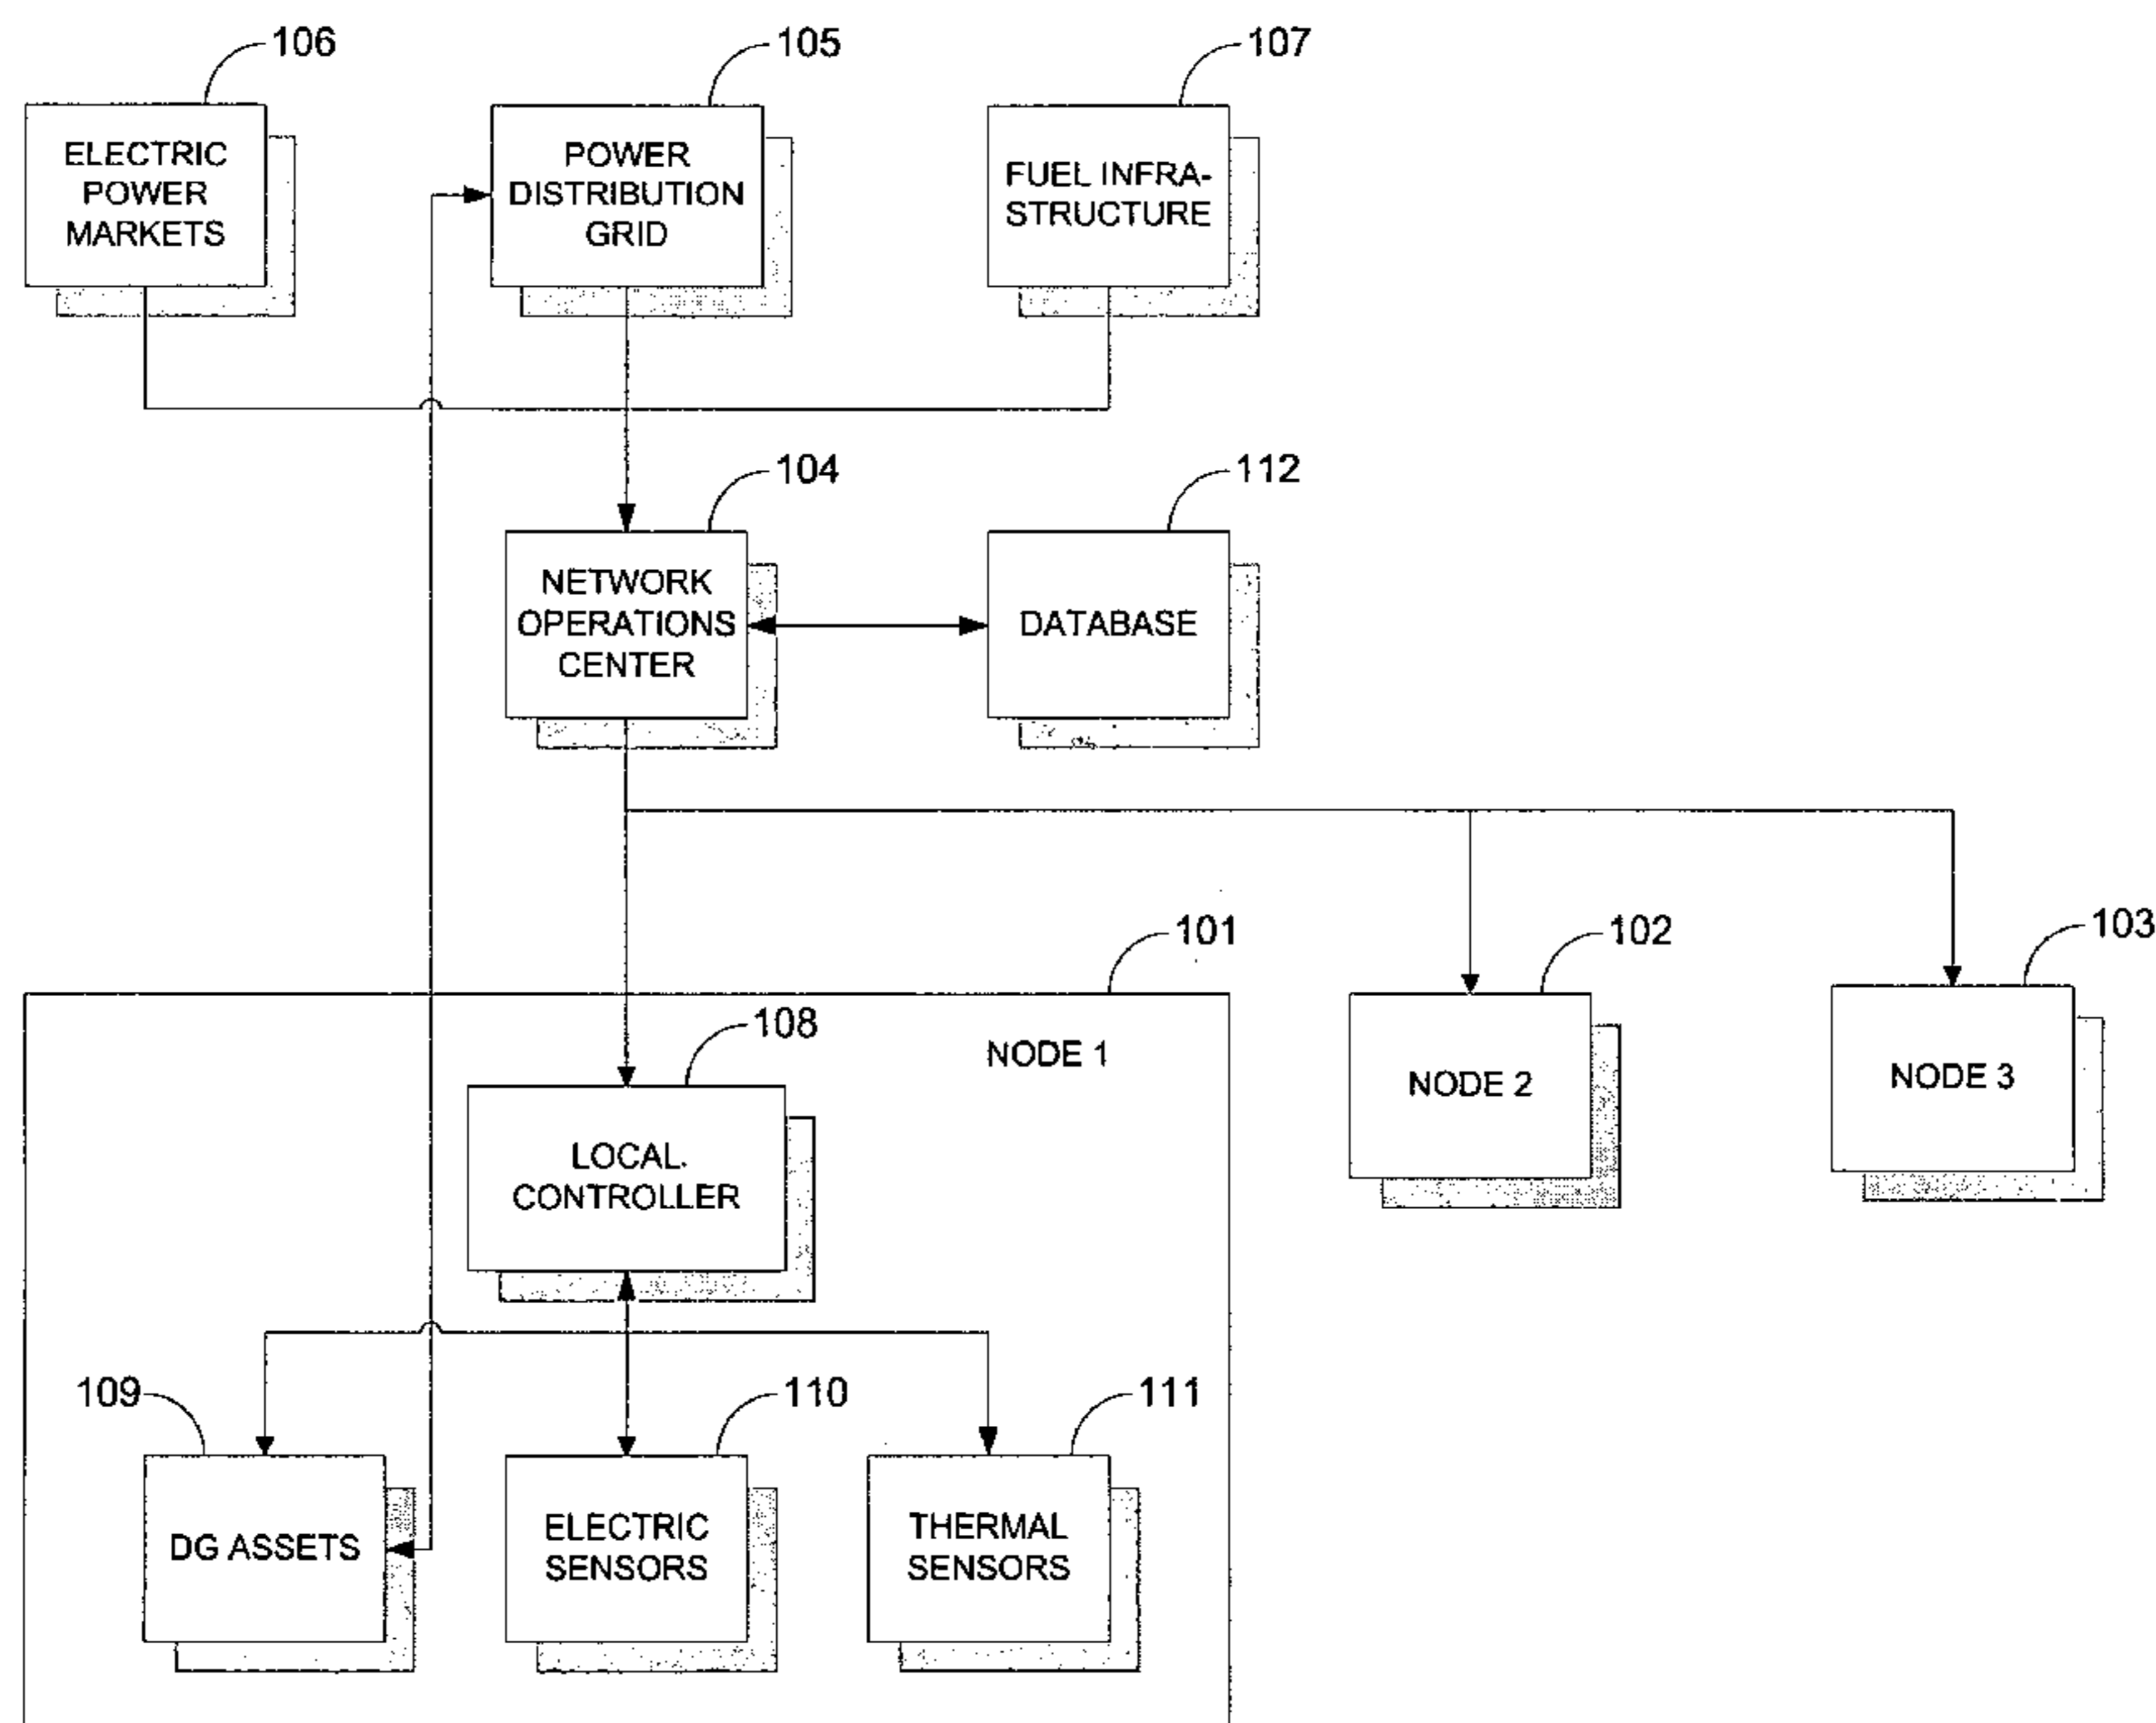 106
105
107
ELECTRIC
POWER
MARKETS
POWER
DISTRIBUTION
GRID
FUEL INFRA-
STRUCTURE
104
112
NETWORK
OPERATIONS
CENTER
DATABASE
101
102
103
108
NODE 1
NODE 2
NODE 3
LOCAL
CONTROLLER
109
110
111
DG ASSETS
ELECTRIC
SENSORS
THERMAL
SENSORS